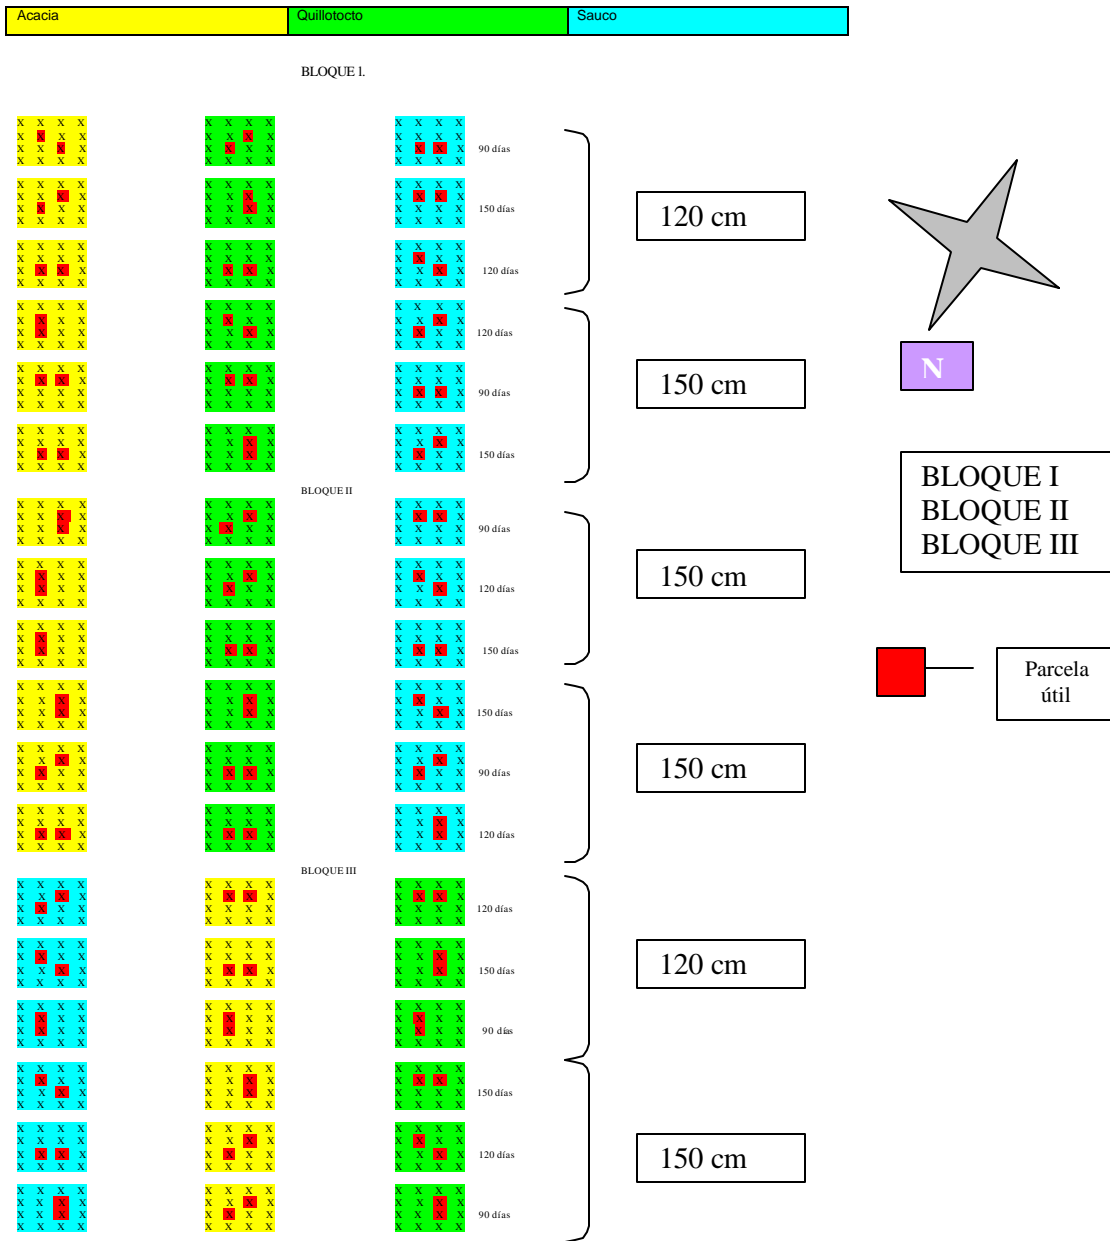 Acacia Quillotocto Sauco
BLOQUE I.
X X X X X X X X X X X X
X X X X X X X X X X X X
X X X X X X X X X X X X 90 días
X X X X X X X X X X X X
X X X X X X X X X X X X
X X X X X X X X X X X X
X X X X X X X X X X X X 150 días
X X X X X X X X X X X X
120 cm
X X X X X X X X X X X X
X X X X X X X X X X X X
X X X X X X X X X X X X 120 días
X X X X X X X X X X X X
X X X X X X X X X X X X
X X X X X X X X X X X X
X X X X X X X X X X X X 120 días
X X X X X X X X X X X X
N
X X X X X X X X X X X X
X X X X X X X X X X X X
X X X X X X X X X X X X 90 días
X X X X X X X X X X X X
150 cm
X X X X X X X X X X X X
X X X X X X X X X X X X
X X X X X X X X X X X X 150 días
X X X X X X X X X X X X
BLOQUE I
BLOQUE II
BLOQUE III
BLOQUE II
X X X X X X X X X X X X
X X X X X X X X X X X X
X X X X X X X X X X X X 90 días
X X X X X X X X X X X X
X X X X X X X X X X X X
X X X X X X X X X X X X
X X X X X X X X X X X X 120 días
X X X X X X X X X X X X
150 cm
X X X X X X X X X X X X
X X X X X X X X X X X X
X X X X X X X X X X X X 150 días
X X X X X X X X X X X X
Parcela
útil
X X X X X X X X X X X X
X X X X X X X X X X X X
X X X X X X X X X X X X 150 días
X X X X X X X X X X X X
X X X X X X X X X X X X
X X X X X X X X X X X X
X X X X X X X X X X X X 90 días
X X X X X X X X X X X X
150 cm
X X X X X X X X X X X X
X X X X X X X X X X X X
X X X X X X X X X X X X 120 días
X X X X X X X X X X X X
BLOQUE III
X X X X X X X X X X X X
X X X X X X X X X X X X
X X X X X X X X X X X X 120 días
X X X X X X X X X X X X
X X X X X X X X X X X X
X X X X X X X X X X X X
X X X X X X X X X X X X 150 días
X X X X X X X X X X X X
120 cm
X X X X X X X X X X X X
X X X X X X X X X X X X
X X X X X X X X X X X X 90 días
X X X X X X X X X X X X
X X X X X X X X X X X X
X X X X X X X X X X X X
X X X X X X X X X X X X 150 días
X X X X X X X X X X X X
X X X X X X X X X X X X
X X X X X X X X X X X X
X X X X X X X X X X X X 120 días
X X X X X X X X X X X X
150 cm
X X X X X X X X X X X X
X X X X X X X X X X X X
X X X X X X X X X X X X 90 días
X X X X X X X X X X X X